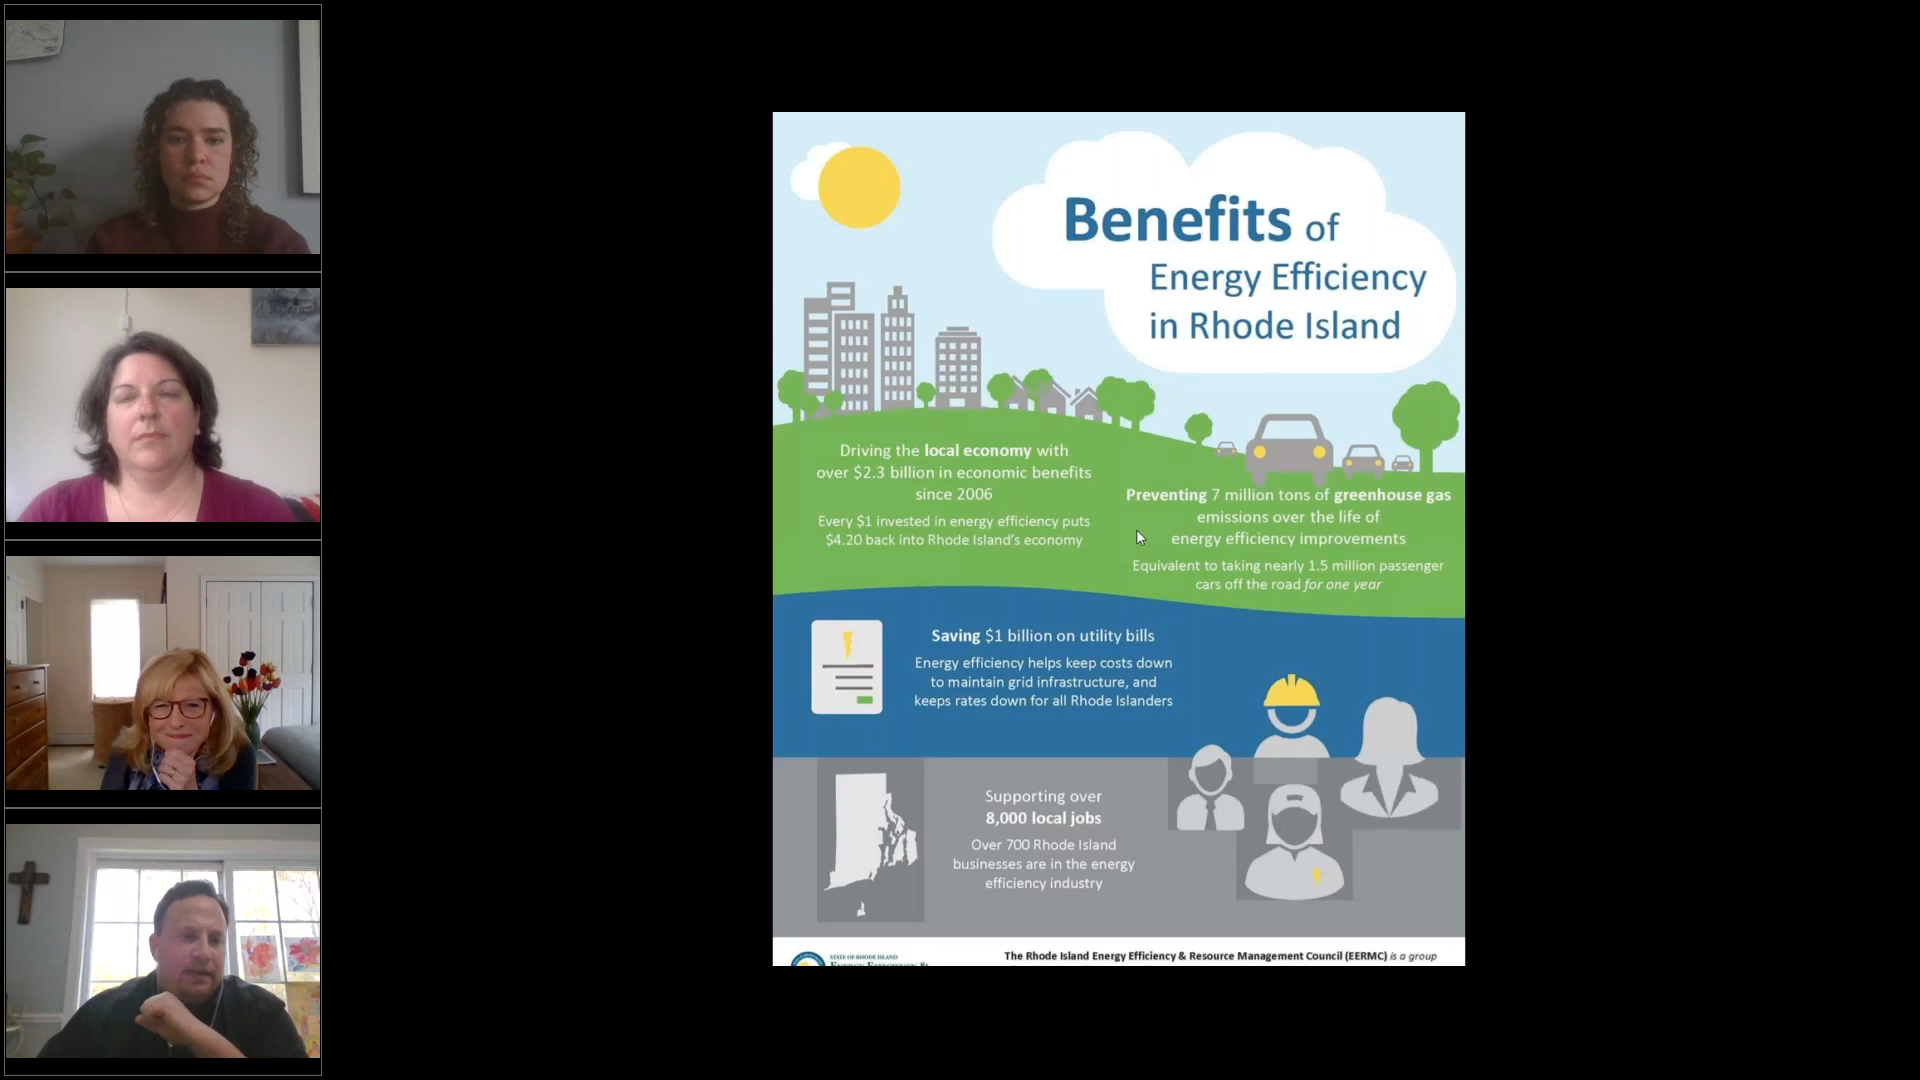 Benefits of
Energy Efficiency
in Rhode Island
Driving the local economy with
over $2.3 billion in economic benefits
since 2006
Every $1 invested in energy efficiency puts
$4.20 back into Rhode Island's economy
Preventing 7 million tons of greenhouse gas
emissions over the life of
energy efficiency improvements
Equivalent to taking nearly 1.5 million passenger
cars off the road for one year
Saving $1 billion on utility bills
Energy efficiency helps keep costs down
to maintain grid infrastructure, and
keeps rates down for all Rhode Islanders
Supporting over
8,000 local jobs
Over 700 Rhode Island
businesses are in the energy
efficiency industry
STATE OF RHODE ISLAND
ENERGY EFFICIENCY &
The Rhode Island Energy Efficiency & Resource Management Council (EERMC) is a group